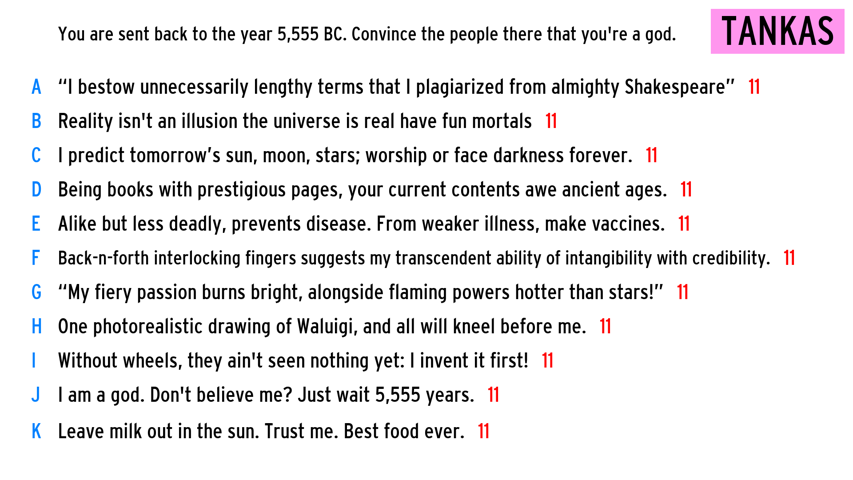 You are sent back to the year 5,555 BC. Convince the people there that you're a god.
TANKAS
A “I bestow unnecessarily lengthy terms that I plagiarized from almighty Shakespeare” 11
B Reality isn't an illusion the universe is real have fun mortals 11
C I predict tomorrow’s sun, moon, stars; worship or face darkness forever. 11
D Being books with prestigious pages, your current contents awe ancient ages. 11
E Alike but less deadly, prevents disease. From weaker illness, make vaccines. 11
F Back-n-forth interlocking fingers suggests my transcendent ability of intangibility with credibility. 11
G “My fiery passion burns bright, alongside flaming powers hotter than stars!” 11
H One photorealistic drawing of Waluigi, and all will kneel before me. 11
I Without wheels, they ain't seen nothing yet: I invent it first! 11
J I am a god. Don't believe me? Just wait 5,555 years. 11
K Leave milk out in the sun. Trust me. Best food ever. 11